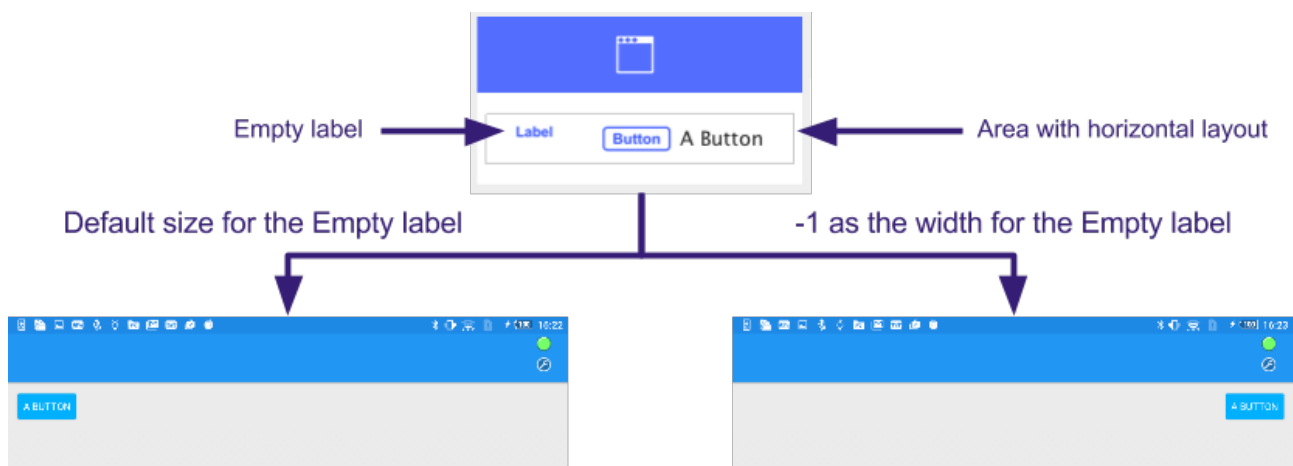 Empty label
Label
Button
A Button
Area with horizontal layout
Default size for the Empty label
-1 as the width for the Empty label
16:22
16:23
A BUTTON
A BUTTON